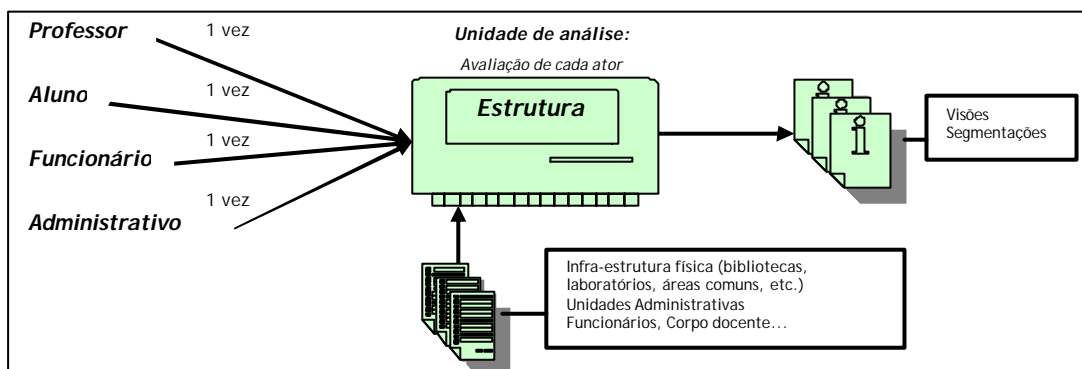 Professor
1 vez
Aluno
1 vez
Funcionário
1 vez
Administrativo
1 vez
Unidade de análise:
Avaliação de cada ator
Estrutura
i
i
i
Visões
Segmentações
Infra-estrutura física (bibliotecas,
laboratórios, áreas comuns, etc.)
Unidades Administrativas
Funcionários, Corpo docente...